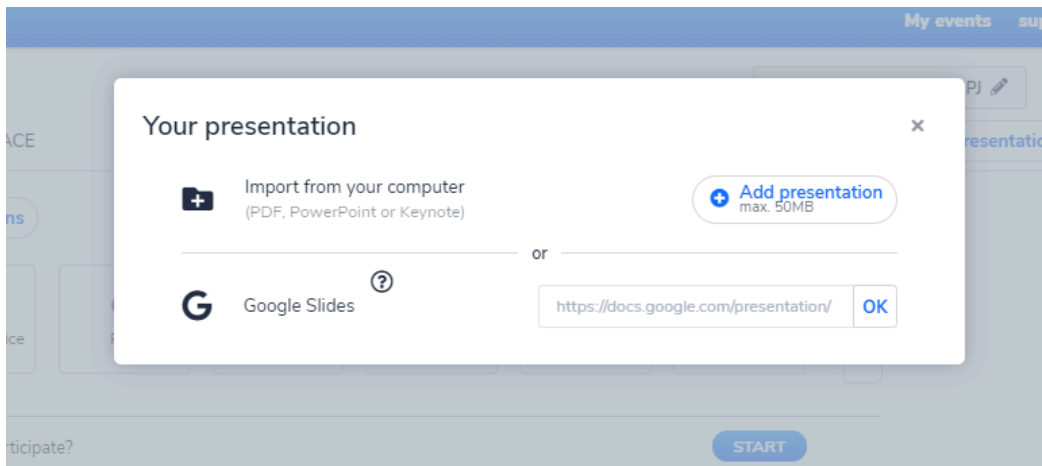 My events
PJ
Your presentation
×
Import from your computer
(PDF, PowerPoint or Keynote)
Add presentation
max. 50MB
or
Google Slides
?
https://docs.google.com/presentation/
OK
START